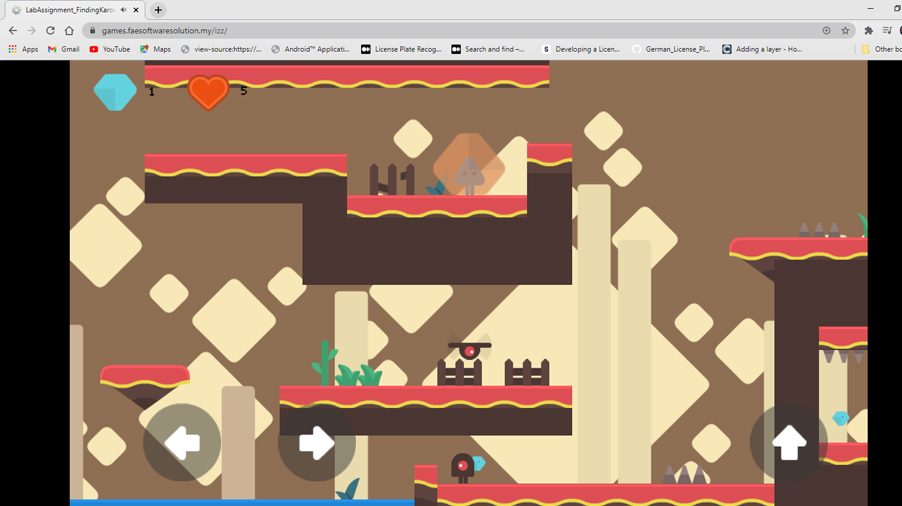 LabAssignment_FindingKaro
games.faesoftwaresolution.my/izz/
Apps
Gmail
YouTube
Maps
view-source:https://...
Android™ Applicati...
License Plate Recog...
Search and find –...
Developing a Licen...
German_License_Pl...
Adding a layer - Ho...
Other bo
1
5